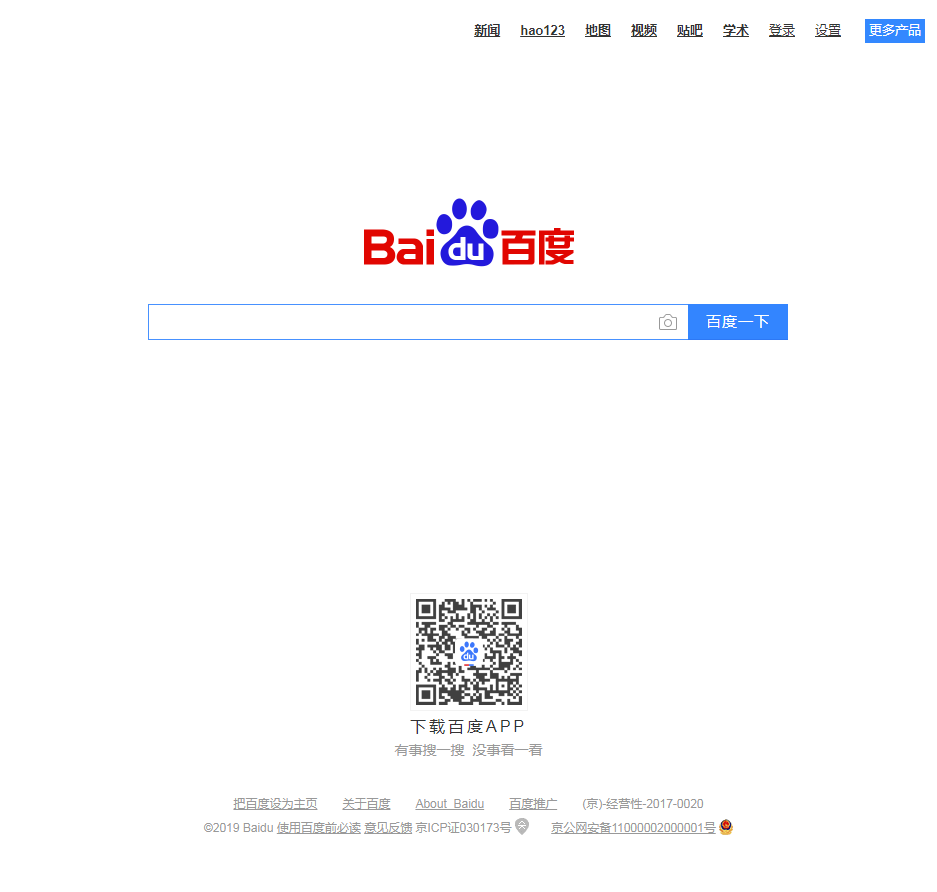 新闻 hao123 地图 视频 贴吧 学术 登录 设置 更多产品
Bai du 百度
百度一下
du
下载百度APP
有事搜一搜 没事看一看
把百度设为主页 关于百度 About Baidu 百度推广 (京)-经营性-2017-0020
©2019 Baidu 使用百度前必读 意见反馈 京ICP证030173号 京公网安备11000002000001号